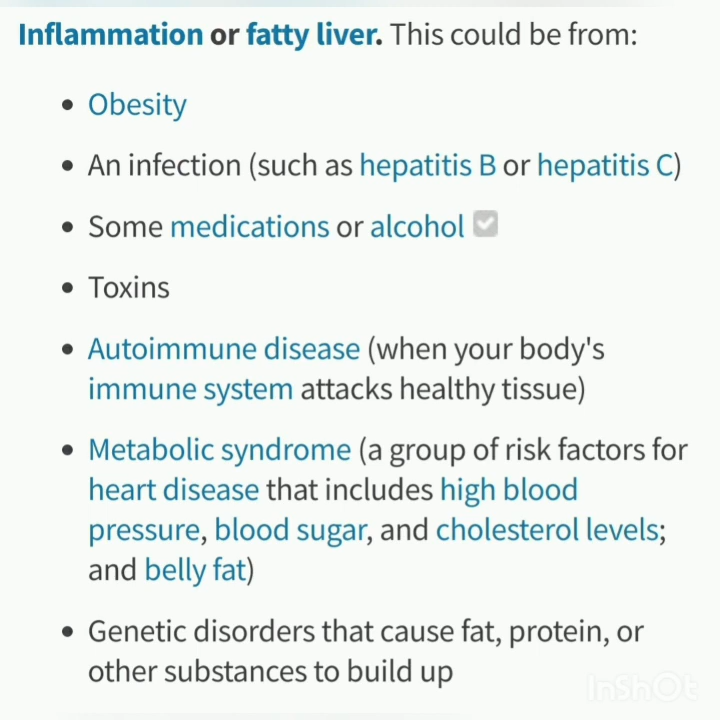 Inflammation or fatty liver. This could be from:
• Obesity
• An infection (such as hepatitis B or hepatitis C)
• Some medications or alcohol
• Toxins
• Autoimmune disease (when your body's
immune system attacks healthy tissue)
• Metabolic syndrome (a group of risk factors for
heart disease that includes high blood
pressure, blood sugar, and cholesterol levels;
and belly fat)
• Genetic disorders that cause fat, protein, or
other substances to build up
InShOt